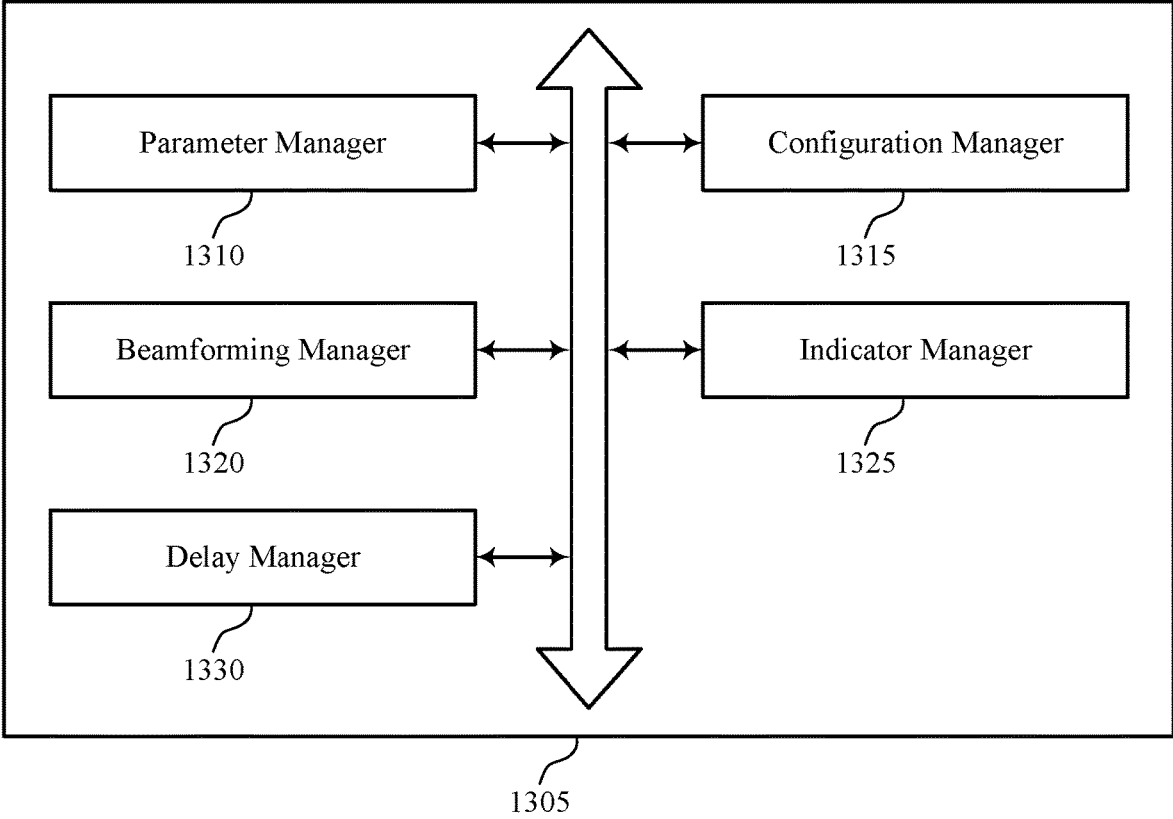 Parameter Manager
Configuration Manager
1310
1315
Beamforming Manager
Indicator Manager
1320
1325
Delay Manager
1330
1305